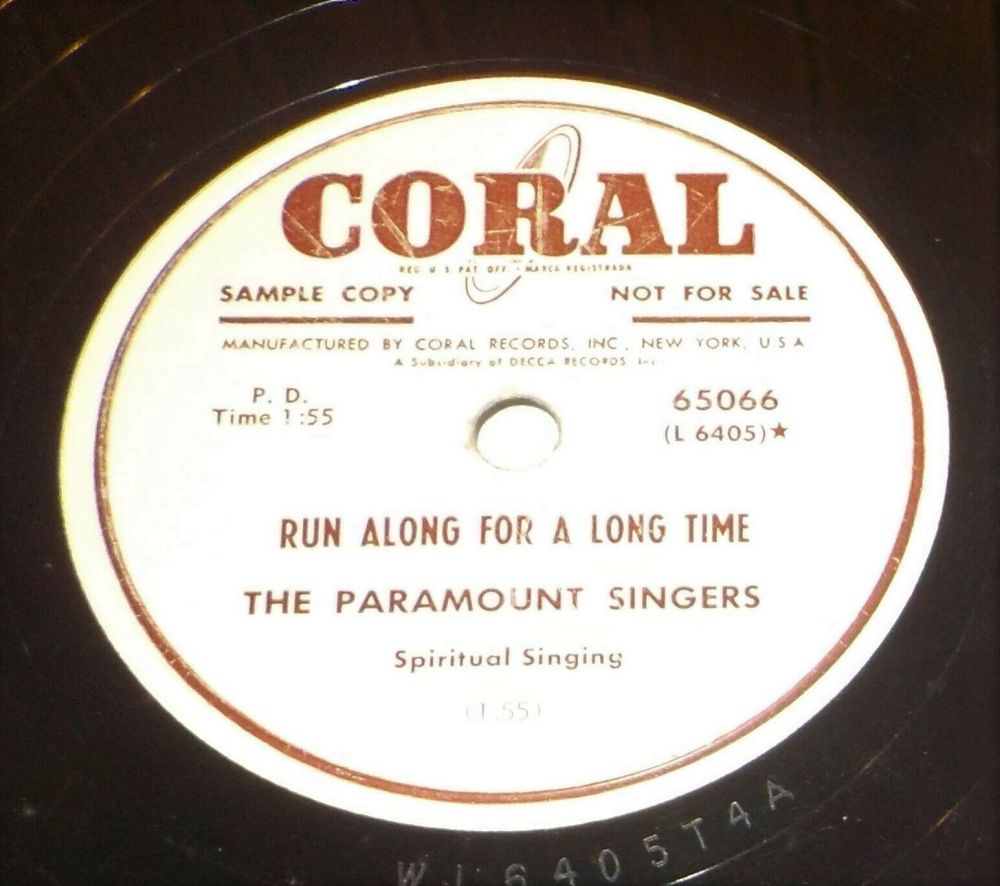 CORAL
REG. U S PAT OFF • MARCA REGISTRADA
SAMPLE COPY NOT FOR SALE
MANUFACTURED BY CORAL RECORDS, INC., NEW YORK, U S A
A Subsidiary of DECCA RECORDS Inc.
P. D. 65066
Time 1:55 (L 6405)★
RUN ALONG FOR A LONG TIME
THE PARAMOUNT SINGERS
Spiritual Singing
(1:55)
W L 6405T4A